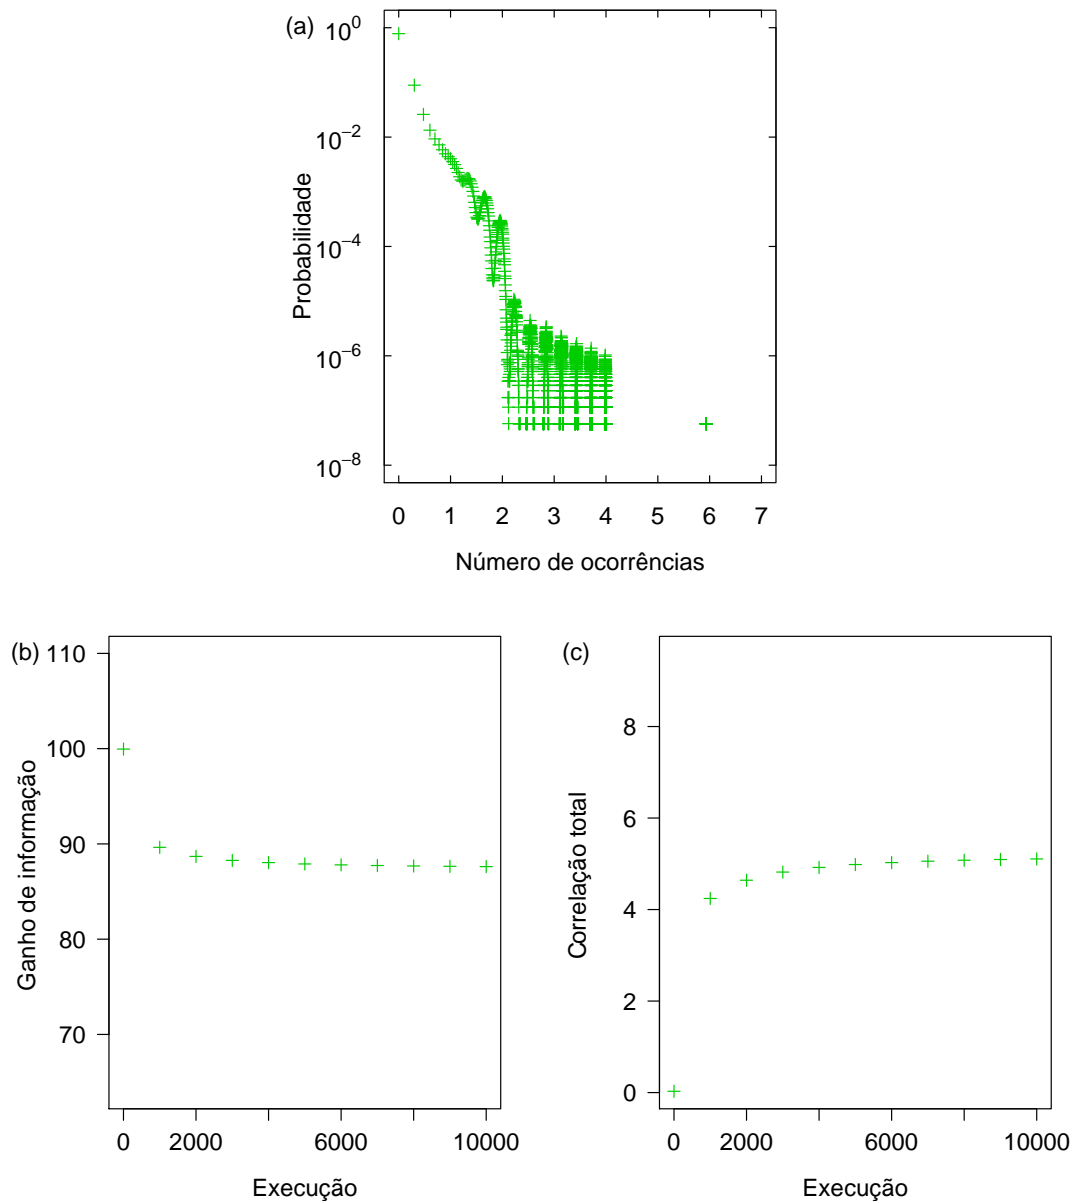 (a)
10⁰
10⁻²
10⁻⁴
10⁻⁶
10⁻⁸
Probabilidade
0 1 2 3 4 5 6 7
Número de ocorrências
(b)
110
100
90
80
70
Ganho de informação
0 2000 6000 10000
Execução
(c)
8
6
4
2
0
Correlação total
0 2000 6000 10000
Execução